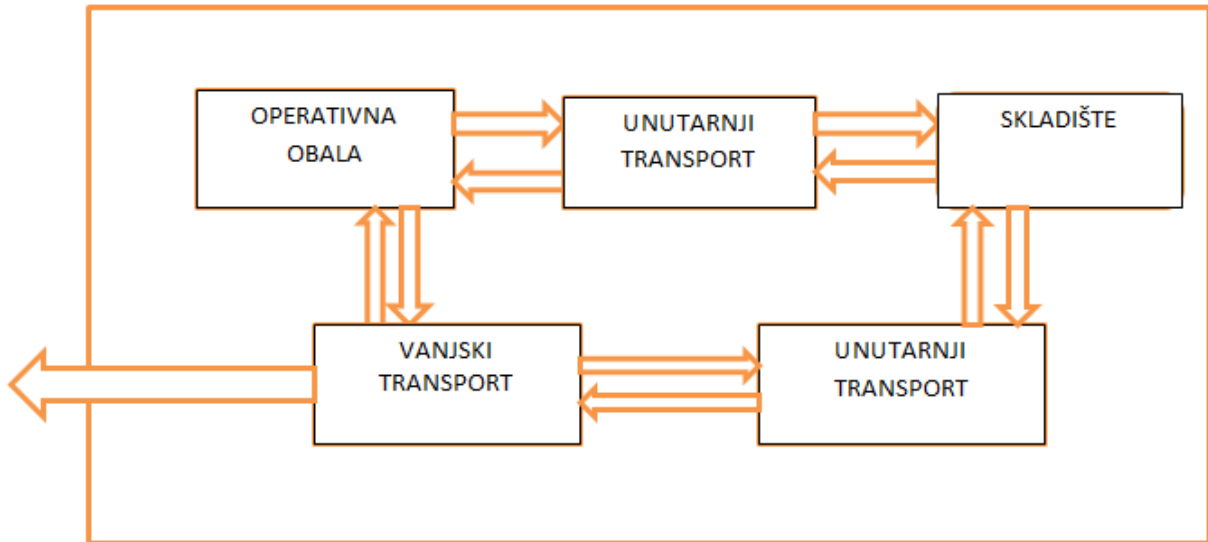 OPERATIVNA
OBALA
UNUTARNJI
TRANSPORT
SKLADIŠTE
VANJSKI
TRANSPORT
UNUTARNJI
TRANSPORT